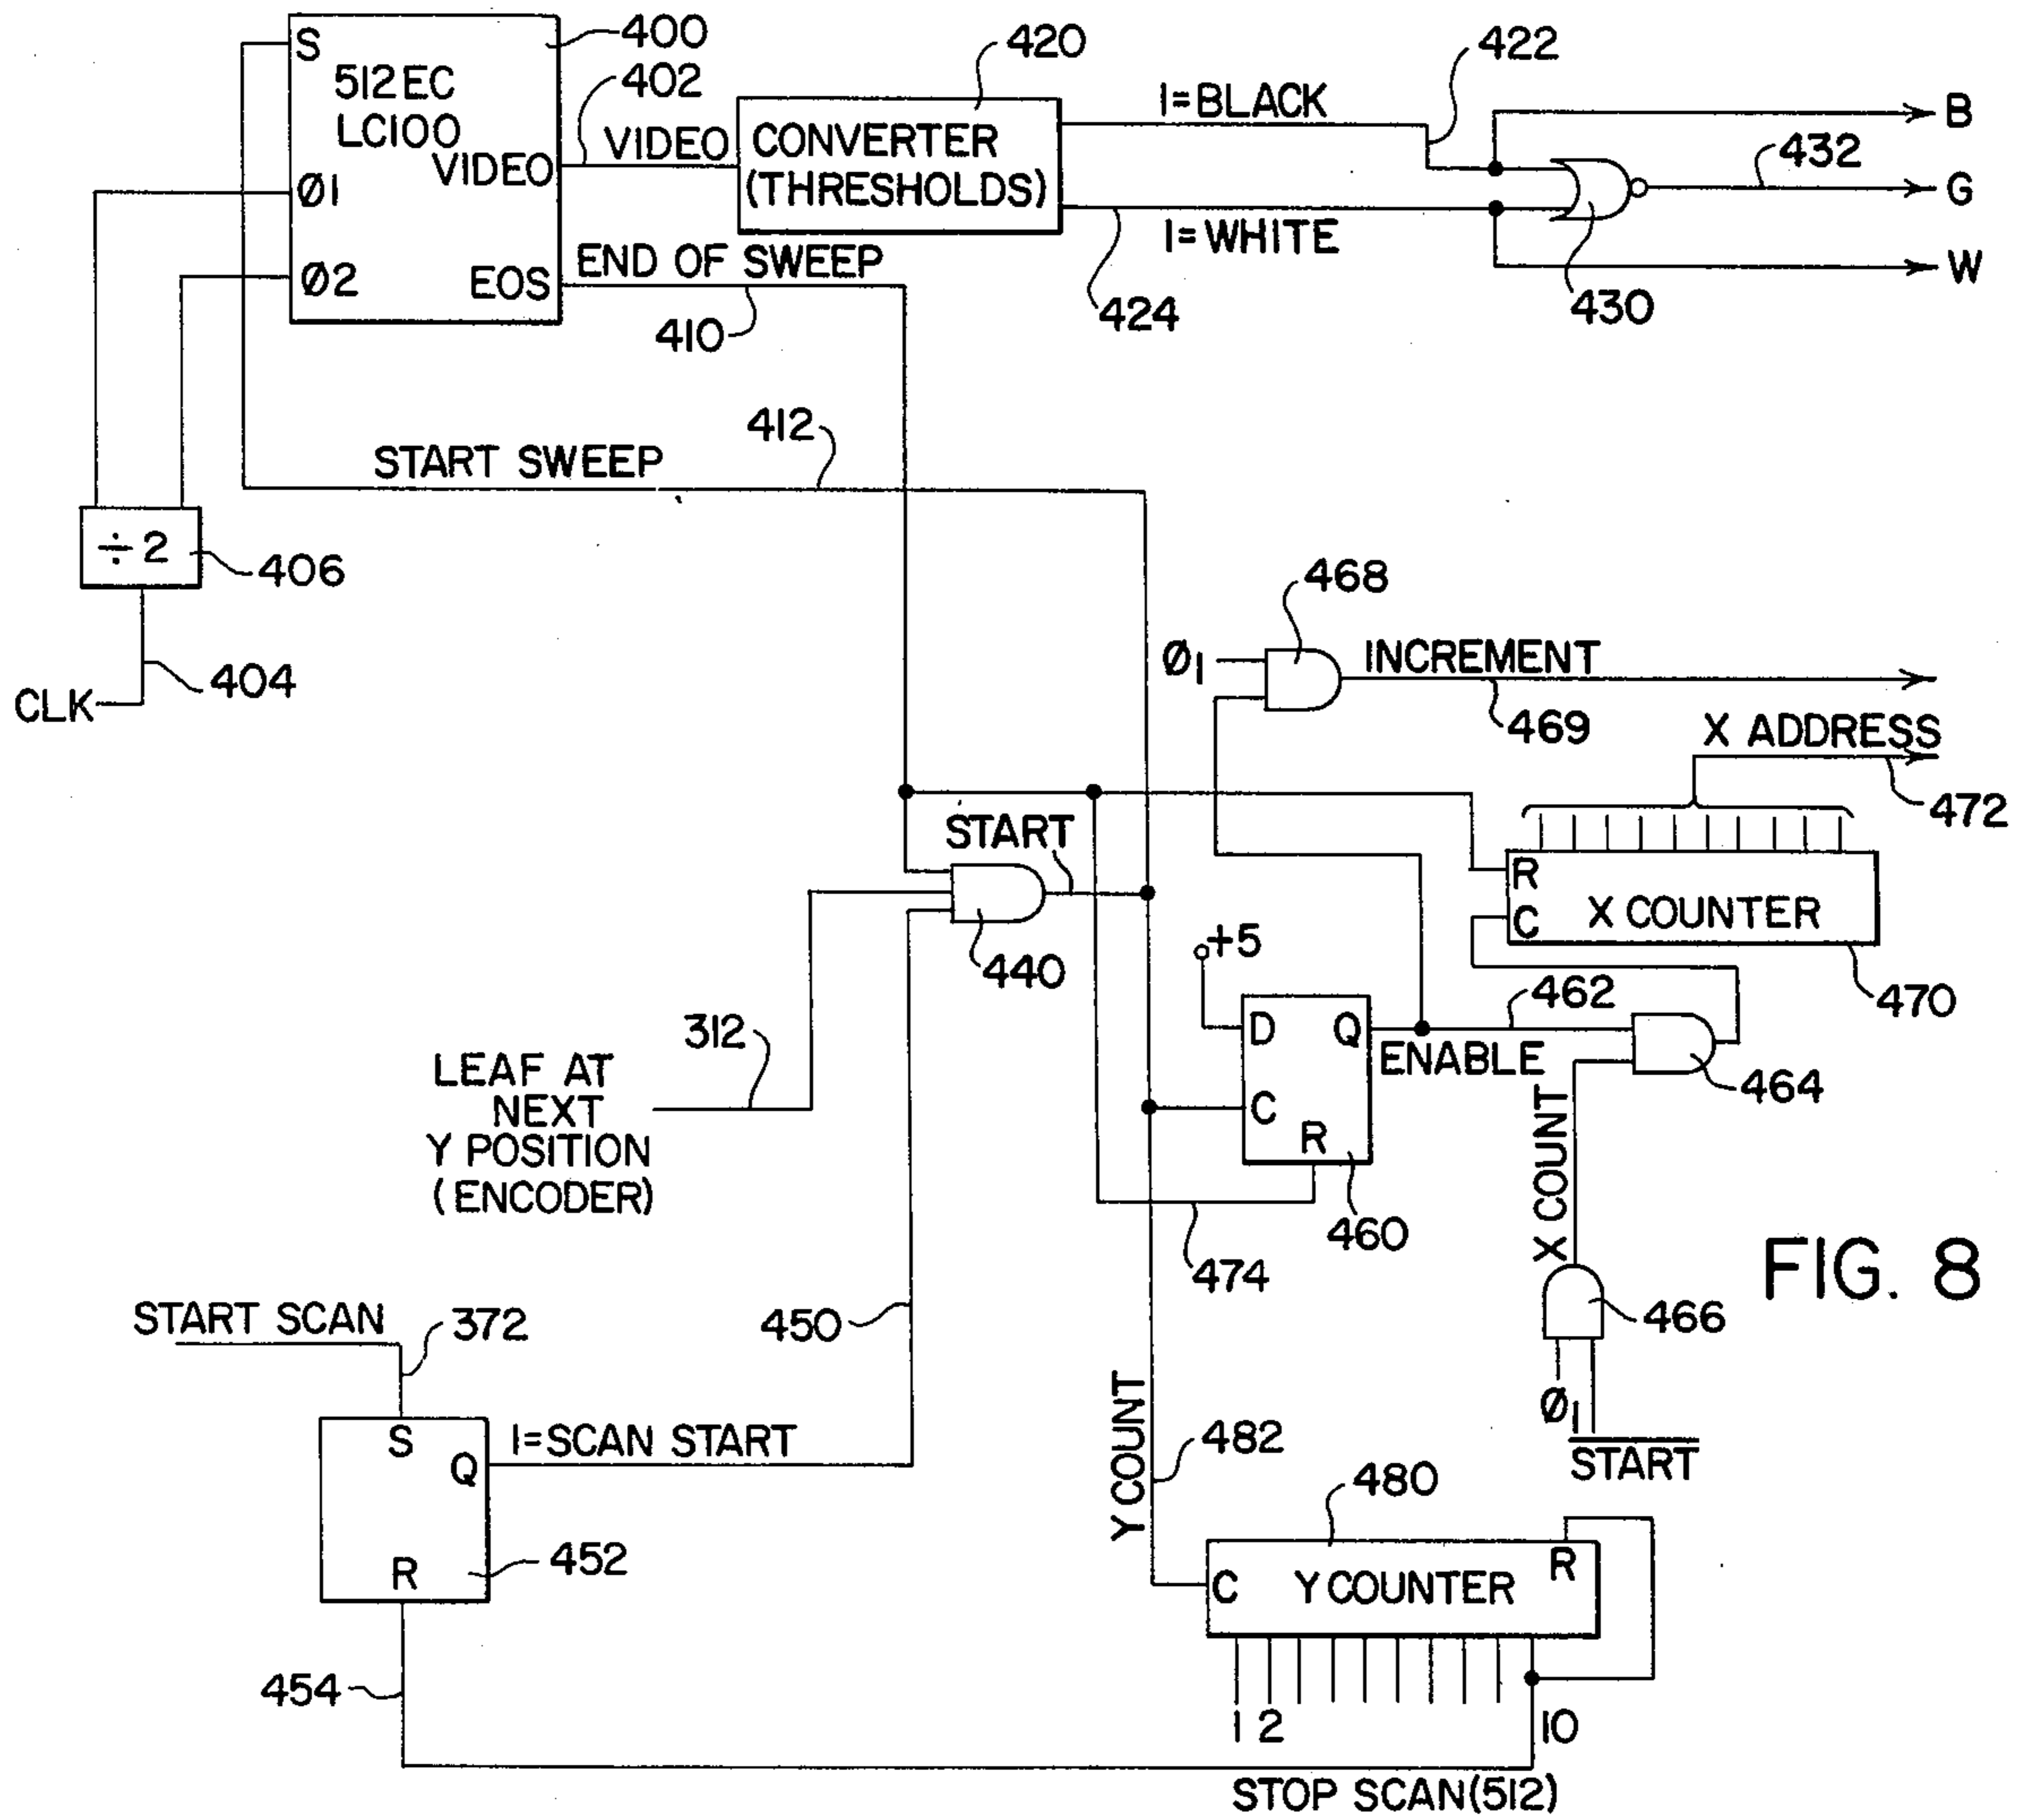 S
512EC
LC100
VIDEO
Ø1
Ø2
EOS
400
402
VIDEO
420
CONVERTER
(THRESHOLDS)
1=BLACK
422
B
432
G
1=WHITE
424
430
W
END OF SWEEP
410
412
START SWEEP
÷2
406
404
CLK
468
Ø1
INCREMENT
469
X ADDRESS
472
START
440
R
C
X COUNTER
470
+5
D
Q
C
R
460
462
ENABLE
464
312
LEAF AT
NEXT
Y POSITION
(ENCODER)
474
X COUNT
466
Ø1
START
FIG. 8
START SCAN
372
450
S
Q
R
1=SCAN START
452
454
Y COUNT
482
480
C
Y COUNTER
R
1 2
10
STOP SCAN(512)